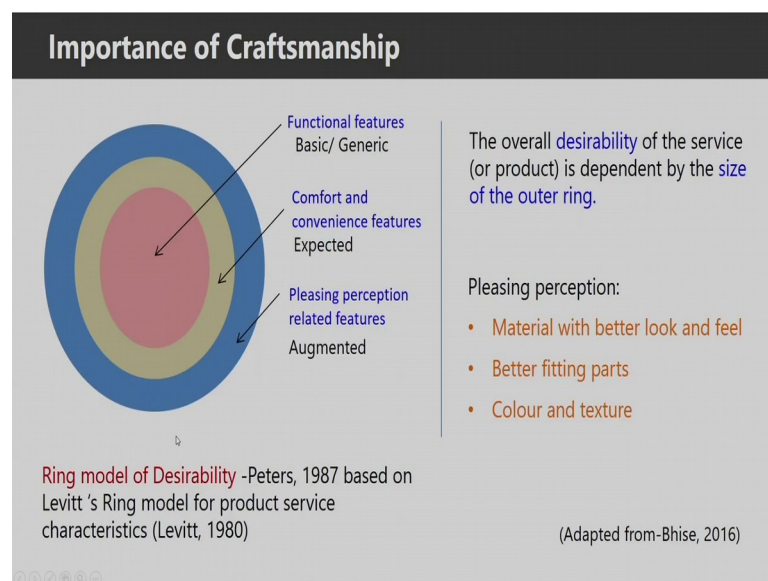 Importance of Craftsmanship
Functional features
Basic/ Generic
Comfort and
convenience features
Expected
Pleasing perception
related features
Augmented
Ring model of Desirability -Peters, 1987 based on
Levitt 's Ring model for product service
characteristics (Levitt, 1980)
The overall desirability of the service
(or product) is dependent by the size
of the outer ring.
Pleasing perception:
• Material with better look and feel
• Better fitting parts
• Colour and texture
(Adapted from-Bhise, 2016)